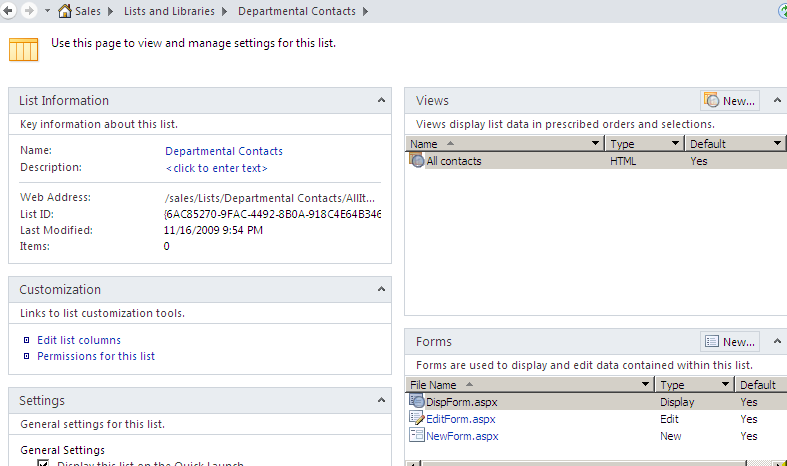 Sales Lists and Libraries Departmental Contacts
Use this page to view and manage settings for this list.
List Information
Key information about this list.
Name: Departmental Contacts
Description: <click to enter text>
Web Address: /sales/Lists/Departmental Contacts/AllIt...
List ID: {6AC85270-9FAC-4492-8B0A-918C4E64B346
Last Modified: 11/16/2009 9:54 PM
Items: 0
Customization
Links to list customization tools.
Edit list columns
Permissions for this list
Settings
General settings for this list.
General Settings
Display this list on the Quick Launch
Views New...
Views display list data in prescribed orders and selections.
Name Type Default
All contacts HTML Yes
Forms New...
Forms are used to display and edit data contained within this list.
File Name Type Default
DispForm.aspx Display Yes
EditForm.aspx Edit Yes
NewForm.aspx New Yes